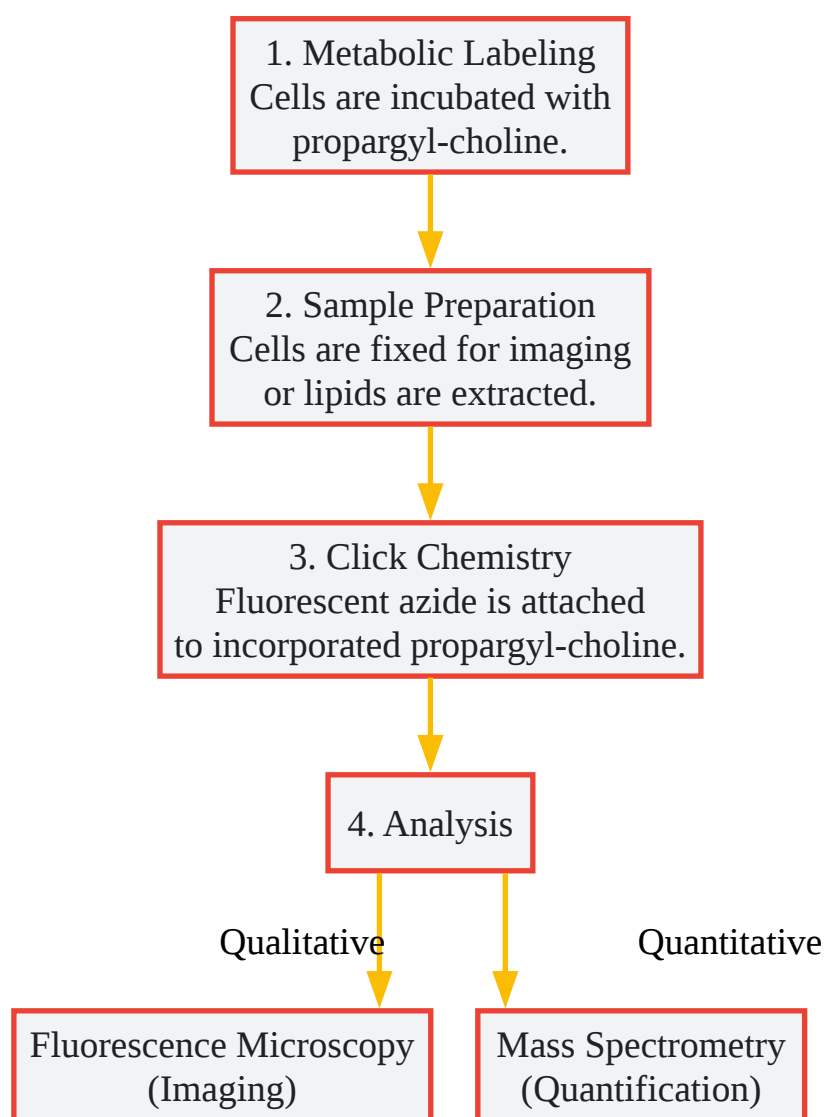 1. Metabolic Labeling
Cells are incubated with
propargyl-choline.
2. Sample Preparation
Cells are fixed for imaging
or lipids are extracted.
3. Click Chemistry
Fluorescent azide is attached
to incorporated propargyl-choline.
4. Analysis
Qualitative
Quantitative
Fluorescence Microscopy
(Imaging)
Mass Spectrometry
(Quantification)